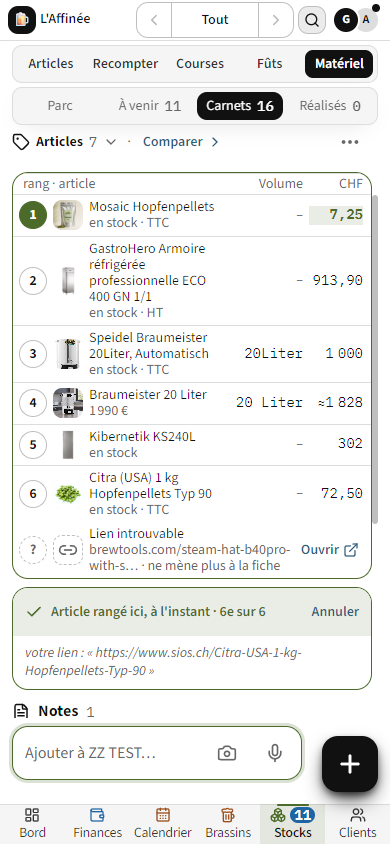 L'Affinée
Tout
G
A
Articles
Recompter
Courses
Fûts
Matériel
Parc
À venir 11
Carnets 16
Réalisés 0
Articles 7
·
Comparer
rang · article
Volume
CHF
1
Mosaic Hopfenpellets
en stock · TTC
– 7,25
2
GastroHero Armoire
réfrigérée
professionnelle ECO
400 GN 1/1
en stock · HT
– 913,90
3
Speidel Braumeister
20Liter, Automatisch
en stock · TTC
20Liter 1 000
4
Braumeister 20 Liter
1 990 €
20 Liter ≈1 828
5
Kibernetik KS240L
en stock
– 302
6
Citra (USA) 1 kg
Hopfenpellets Typ 90
en stock · TTC
– 72,50
?
Lien introuvable
brewtools.com/steam-hat-b40pro-
with-s… · ne mène plus à la fiche
Ouvrir
Article rangé ici, à l'instant · 6e sur 6
Annuler
votre lien : « https://www.sios.ch/Citra-USA-1-kg-
Hopfenpellets-Typ-90 »
Notes 1
Ajouter à ZZ TEST…
11
Bord
Finances
Calendrier
Brassins
Stocks
Clients